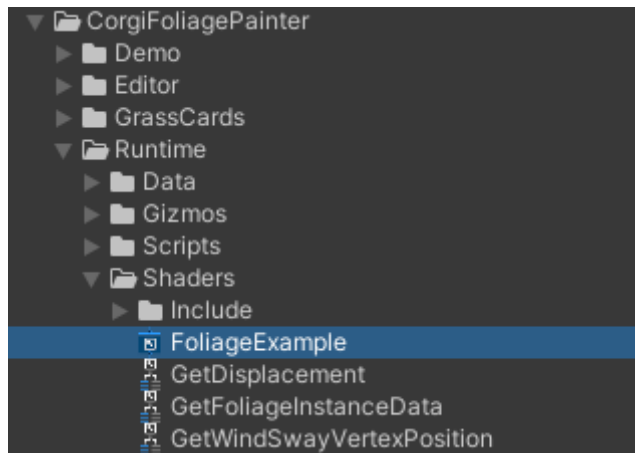 CorgiFoliagePainter
Demo
Editor
GrassCards
Runtime
Data
Gizmos
Scripts
Shaders
Include
FoliageExample
GetDisplacement
GetFoliageInstanceData
GetWindSwayVertexPosition